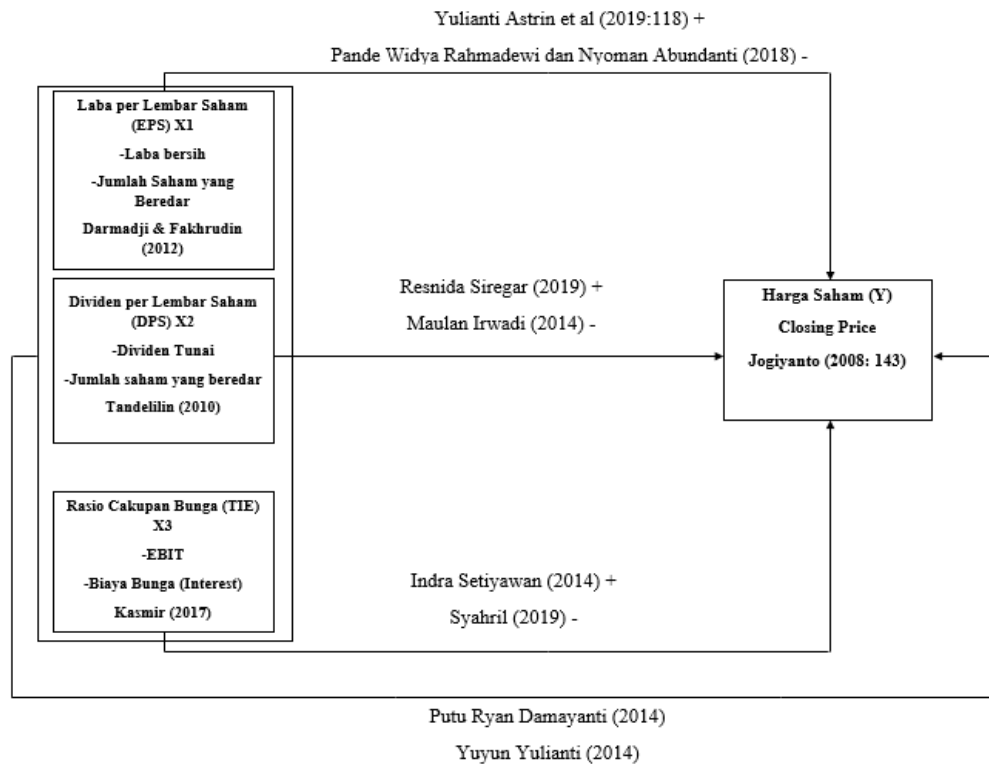 Yulianti Astrin et al (2019:118) +
Pande Widya Rahmadewi dan Nyoman Abundanti (2018) -
Laba per Lembar Saham
(EPS) X1
-Laba bersih
-Jumlah Saham yang
Beredar
Darmadji & Fakhrudin
(2012)
Dividen per Lembar Saham
(DPS) X2
-Dividen Tunai
-Jumlah saham yang beredar
Tandelilin (2010)
Rasio Cakupan Bunga (TIE)
X3
-EBIT
-Biaya Bunga (Interest)
Kasmir (2017)
Resnida Siregar (2019) +
Maulan Irwadi (2014) -
Indra Setiyawan (2014) +
Syahril (2019) -
Harga Saham (Y)
Closing Price
Jogiyanto (2008: 143)
Putu Ryan Damayanti (2014)
Yuyun Yulianti (2014)